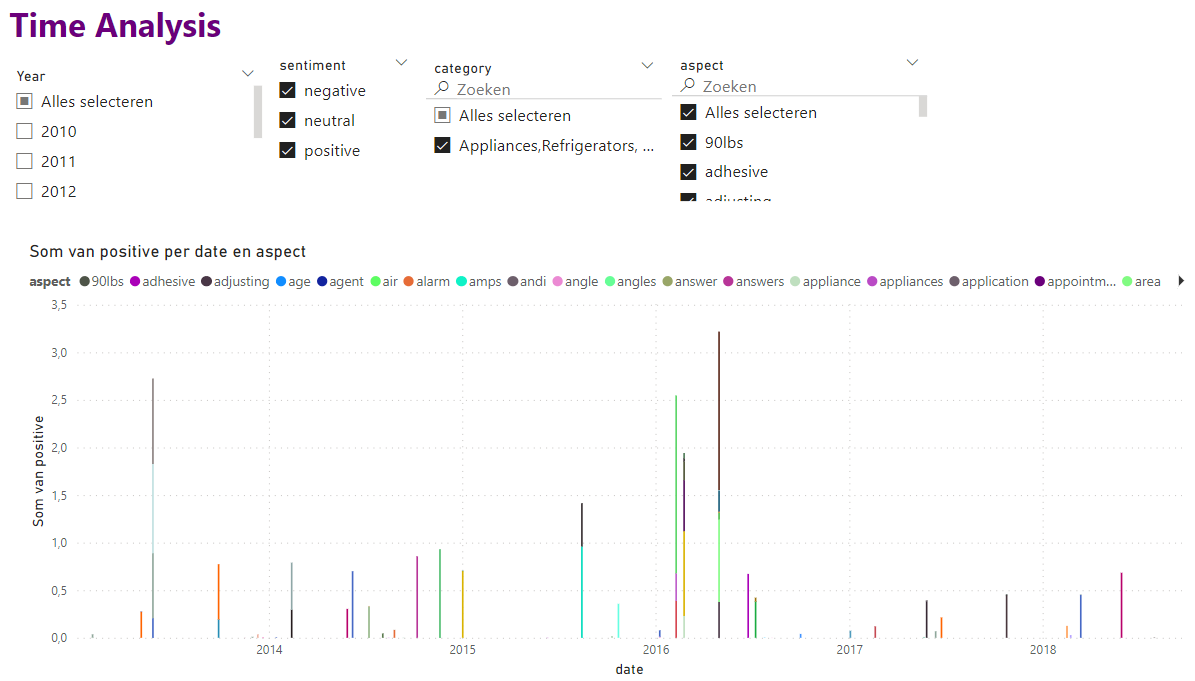 Time Analysis
Year
Alles selecteren
2010
2011
2012
sentiment
negative
neutral
positive
category
Zoeken
Alles selecteren
Appliances,Refrigerators, ...
aspect
Zoeken
Alles selecteren
90lbs
adhesive
adjusting
Som van positive per date en aspect
aspect 90lbs adhesive adjusting age agent air alarm amps andi angle angles answer answers appliance appliances application appointm... area
3,5
3,0
2,5
2,0
1,5
1,0
0,5
0,0
Som van positive
2014 2015 2016 2017 2018
date